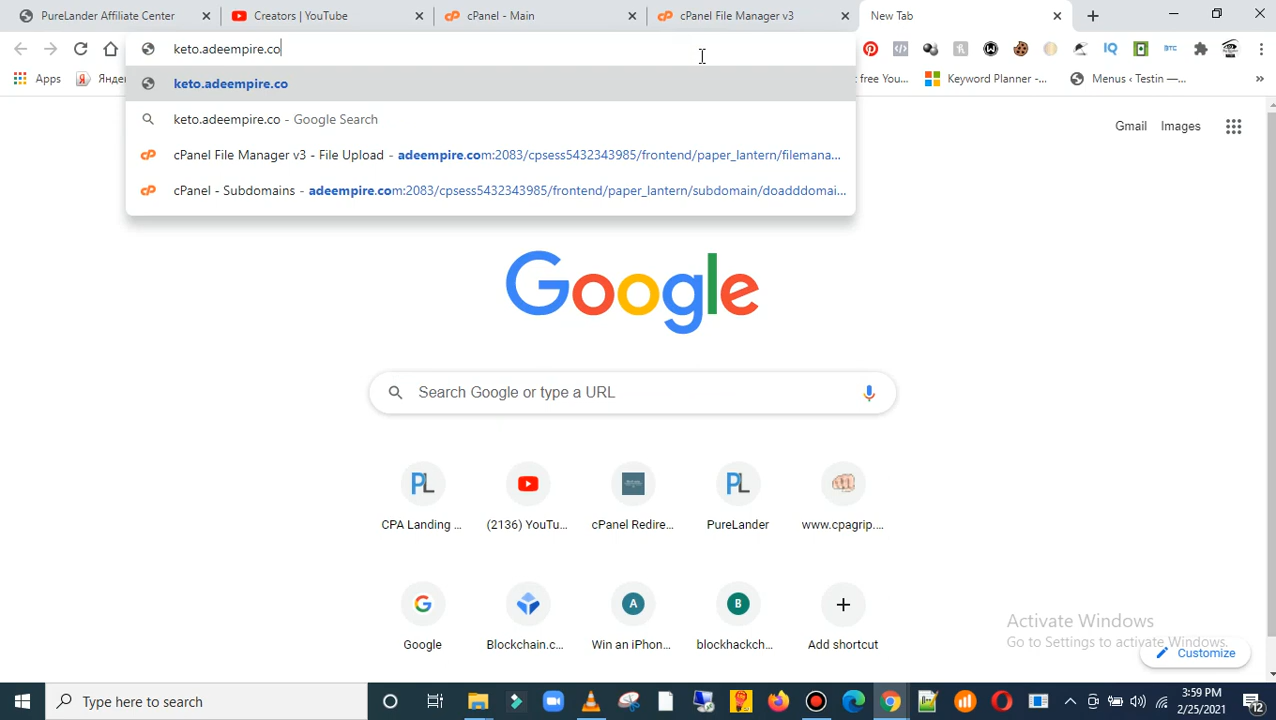 PureLander Affiliate Center
Creators | YouTube
cPanel - Main
cPanel File Manager v3
New Tab
keto.adeempire.co
IQ
BTC
Apps
free You...
Keyword Planner -...
Menus ‹ Testin —...
»
keto.adeempire.co
keto.adeempire.co - Google Search
cPanel File Manager v3 - File Upload - adeempire.com:2083/cpsess5432343985/frontend/paper_lantern/filemana...
cPanel - Subdomains - adeempire.com:2083/cpsess5432343985/frontend/paper_lantern/subdomain/doadddomai...
Gmail Images
Google
Search Google or type a URL
PL
PL
CPA Landing ...
(2136) YouTu...
cPanel Redire...
PureLander
www.cpagrip....
G
A
B
Google
Blockchain.c...
Win an iPhon...
blockhackch...
Add shortcut
Activate Windows
Go to Settings to activate Windows.
Customize
Type here to search
3:59 PM
2/25/2021
12